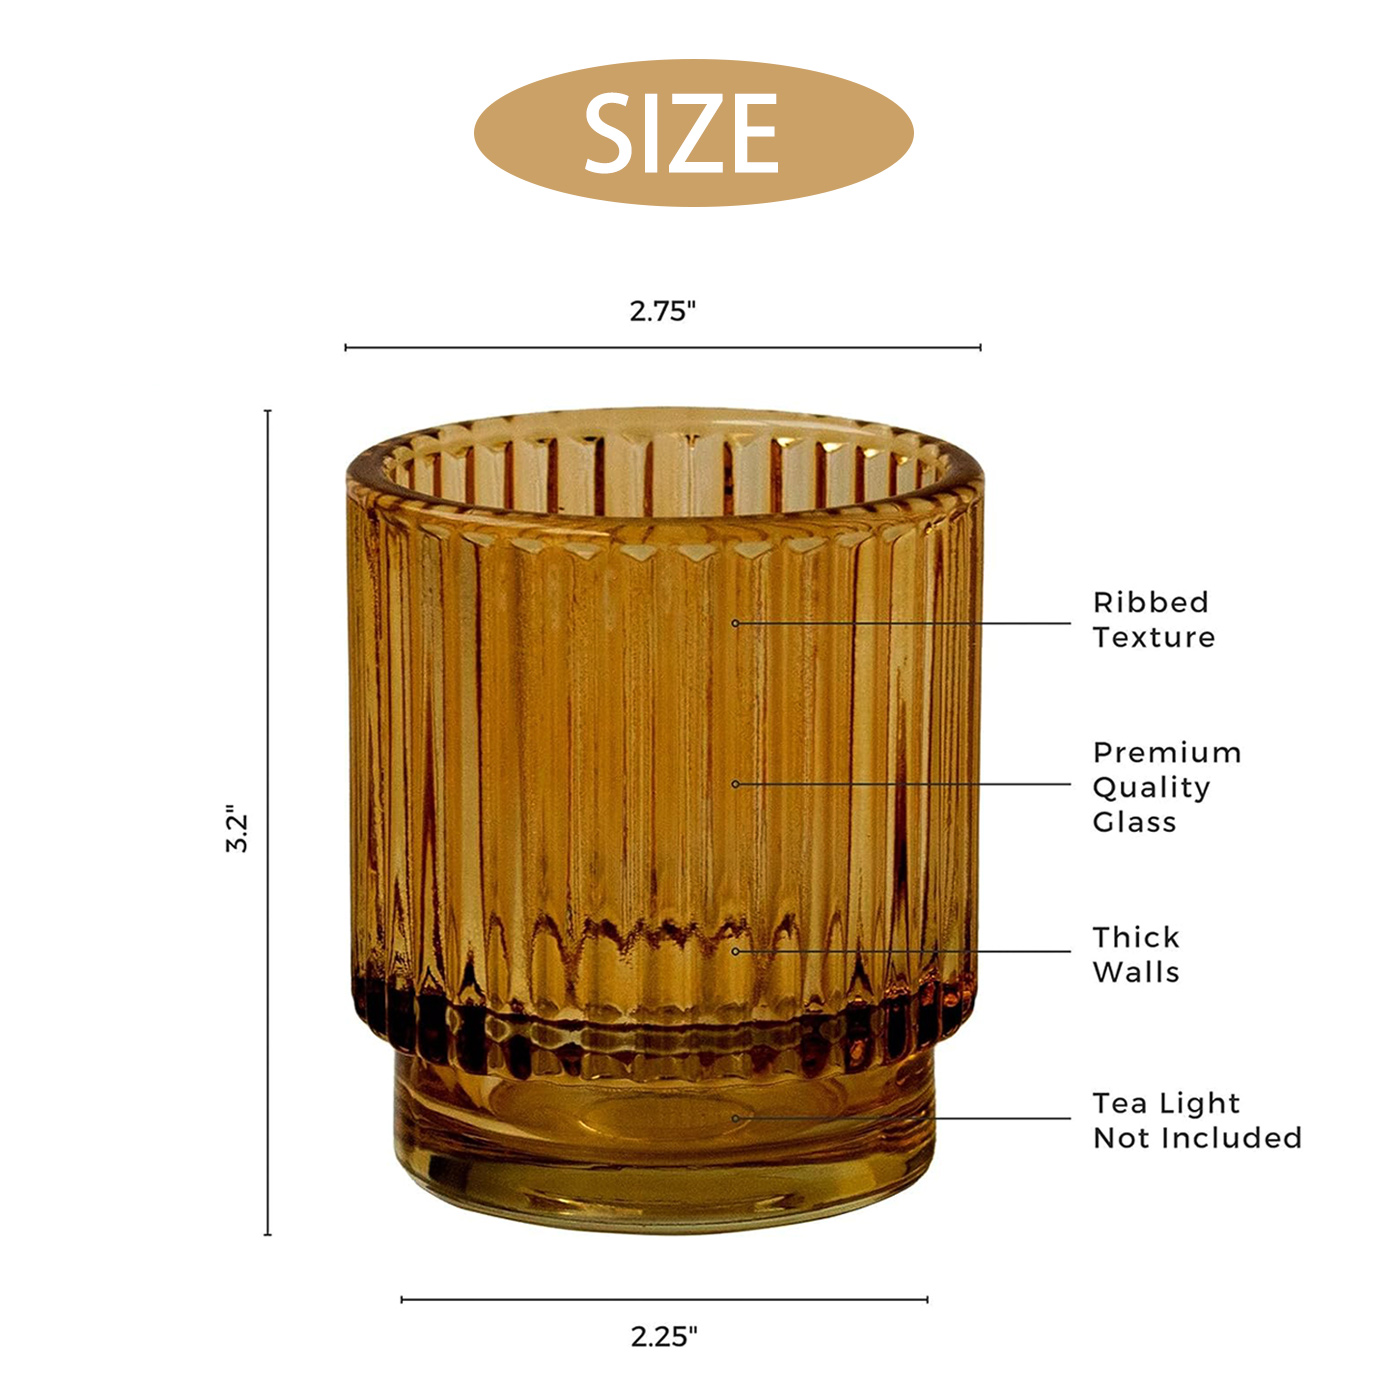 SIZE
2.75"
3.2"
Ribbed
Texture
Premium
Quality
Glass
Thick
Walls
Tea Light
Not Included
2.25"